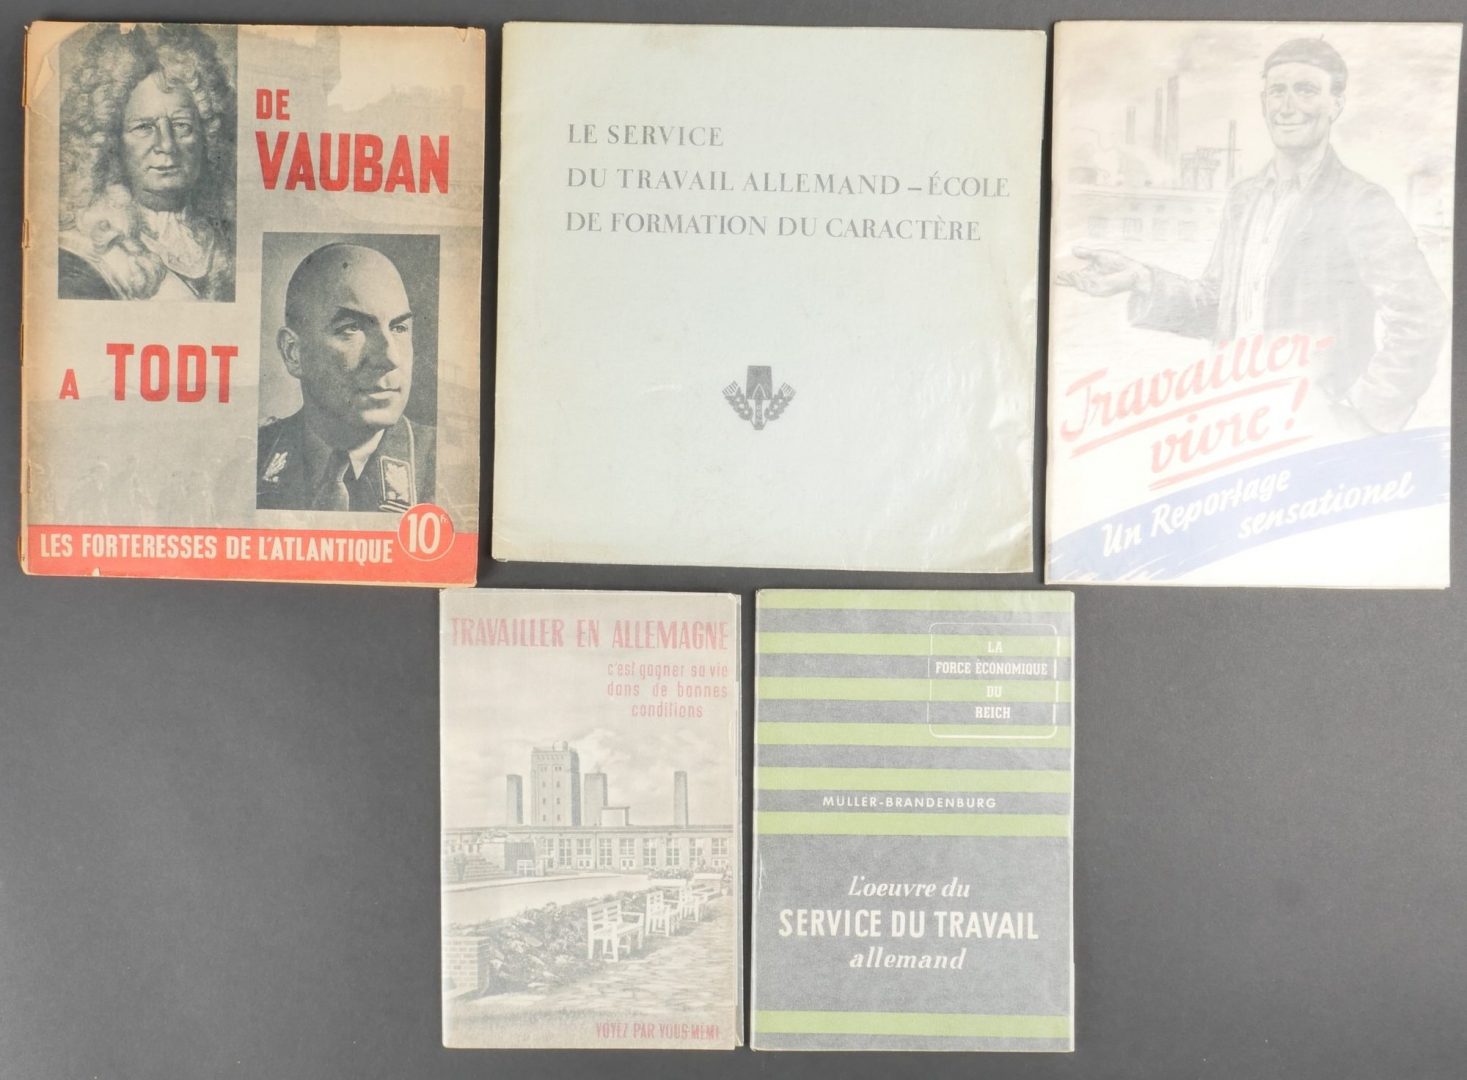 DE
VAUBAN
A TODT
LES FORTERESSES DE L'ATLANTIQUE
10 Fr
LE SERVICE
DU TRAVAIL ALLEMAND – ÉCOLE
DE FORMATION DU CARACTÈRE
Travailler-
vivre!
Un Reportage
sensationel
TRAVAILLER EN ALLEMAGNE
c'est gagner sa vie
dans de bonnes
conditions
VOYEZ PAR VOUS-MÊME
LA
FORCE ÉCONOMIQUE
DU
REICH
MULLER-BRANDENBURG
L'oeuvre du
SERVICE DU TRAVAIL
allemand